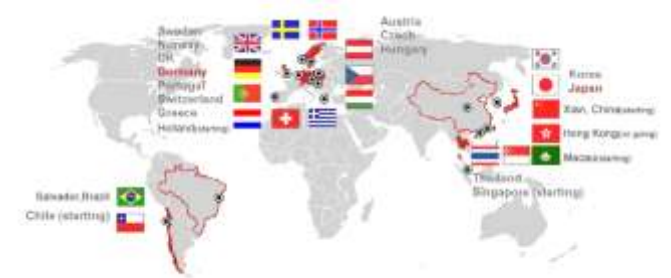 Sweden
Norway
UK
Germany
Portugal
Switzerland
Greece
Holland(starting)
Austria
Czech
Hungary
Korea
Japan
Xian, China(starting)
Hong Kong(on going)
Macau(starting)
Thailand
Singapore (starting)
Salvador,Brazil
Chile (starting)